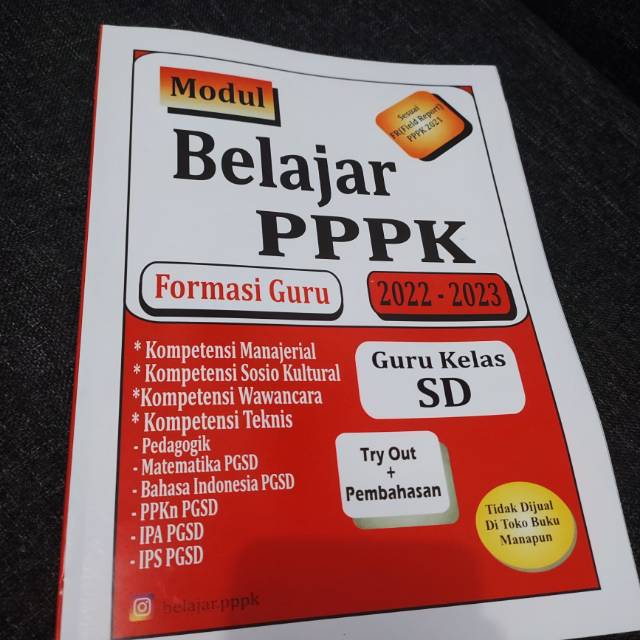 Modul
Sesuai
FR(Field Report)
PPPK 2021
Belajar
PPPK
Formasi Guru
2022 - 2023
* Kompetensi Manajerial
* Kompetensi Sosio Kultural
*Kompetensi Wawancara
* Kompetensi Teknis
- Pedagogik
- Matematika PGSD
- Bahasa Indonesia PGSD
- PPKn PGSD
- IPA PGSD
- IPS PGSD
Guru Kelas
SD
Try Out
+
Pembahasan
Tidak Dijual
Di Toko Buku
Manapun
belajar.pppk